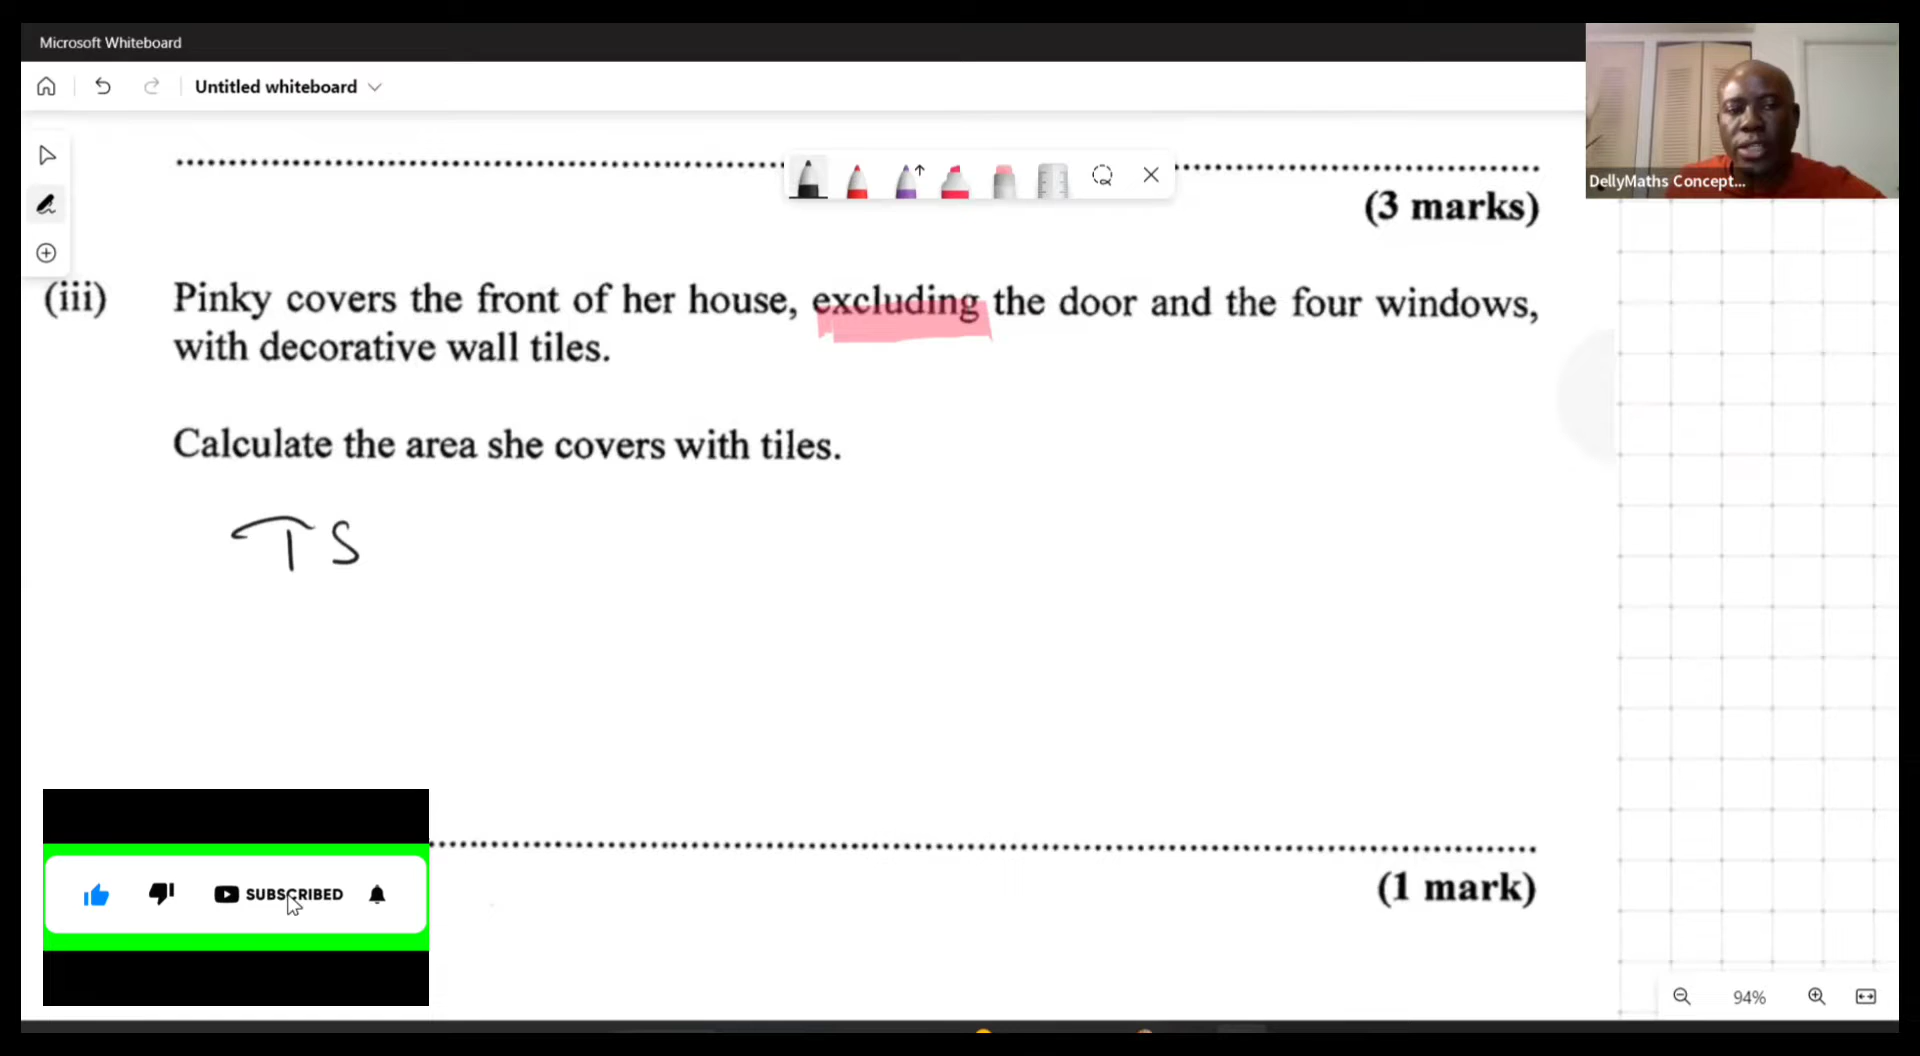 Microsoft Whiteboard
Untitled whiteboard
DellyMaths Concept...
(3 marks)
(iii) Pinky covers the front of her house, excluding the door and the four windows,
with decorative wall tiles.
Calculate the area she covers with tiles.
TS
SUBSCRIBED
(1 mark)
94%